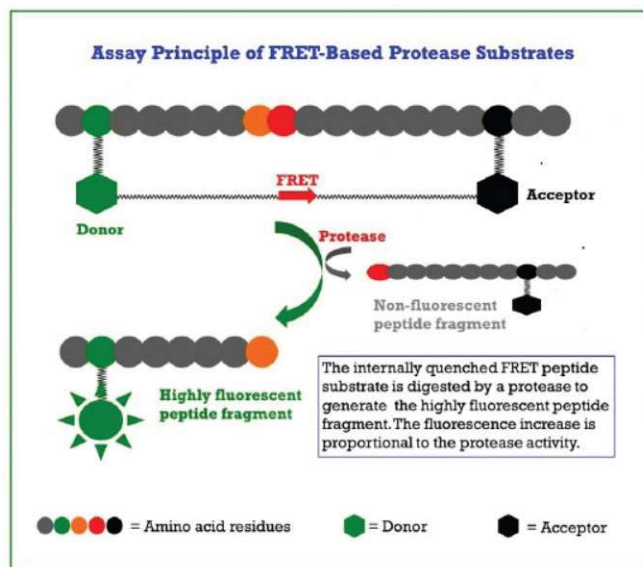 Assay Principle of FRET-Based Protease Substrates
FRET
Donor
Acceptor
Protease
Non-fluorescent
peptide fragment
Highly fluorescent
peptide fragment
The internally quenched FRET peptide
substrate is digested by a protease to
generate the highly fluorescent peptide
fragment. The fluorescence increase is
proportional to the protease activity.
= Amino acid residues = Donor = Acceptor